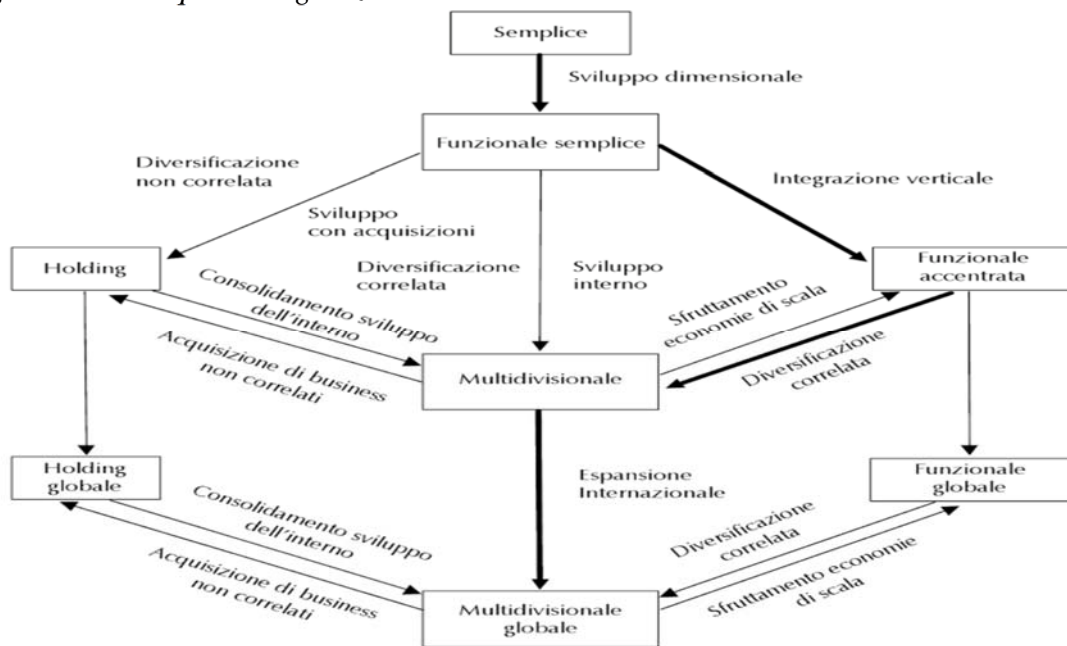 Semplice
Sviluppo dimensionale
Funzionale semplice
Diversificazione
non correlata
Integrazione verticale
Sviluppo
con acquisizioni
Holding
Diversificazione
correlata
Sviluppo
interno
Funzionale
accentrata
Consolidamento sviluppo
dell'interno
Sfruttamento
economie di scala
Acquisizione di business
non correlati
Multidivisionale
Diversificazione
correlata
Holding
globale
Espansione
Internazionale
Funzionale
globale
Consolidamento sviluppo
dell'interno
Diversificazione
correlata
Acquisizione di business
non correlati
Multidivisionale
globale
Sfruttamento economie
di scala